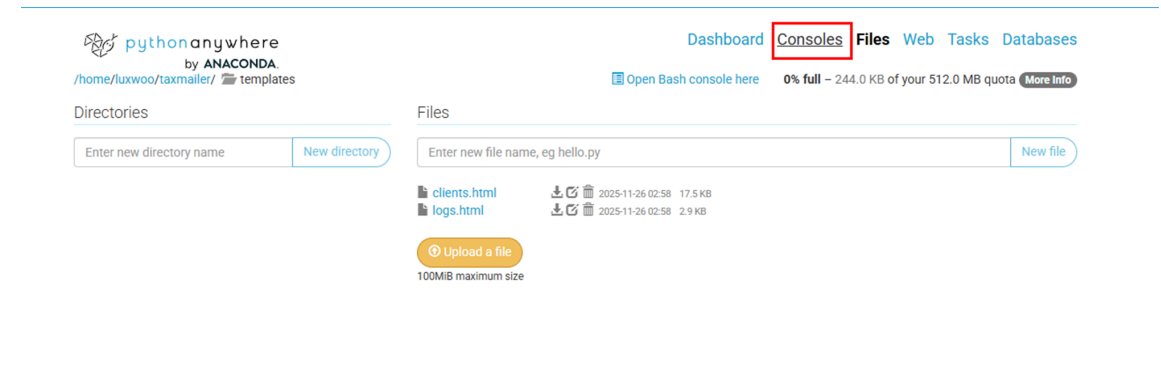 pythonanywhere
by ANACONDA.
Dashboard Consoles Files Web Tasks Databases
/home/luxwoo/taxmailer/ templates
Open Bash console here 0% full – 244.0 KB of your 512.0 MB quota More Info
Directories
Enter new directory name New directory
Files
Enter new file name, eg hello.py New file
clients.html 2025-11-26 02:58 17.5 KB
logs.html 2025-11-26 02:58 2.9 KB
Upload a file
100MiB maximum size